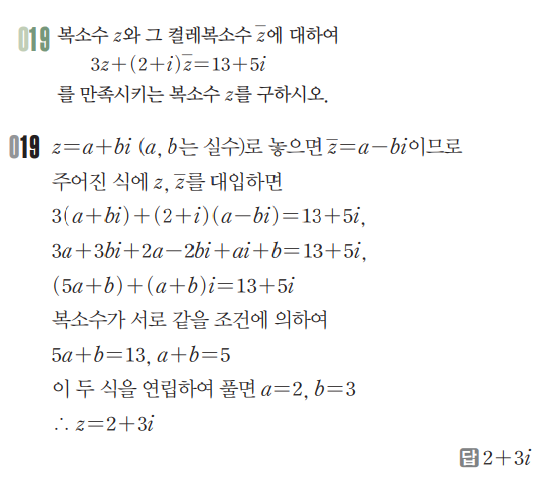 019 복소수 z와 그 켤레복소수 z̅에 대하여
3z+(2+i)z̅=13+5i
를 만족시키는 복소수 z를 구하시오.
019 z=a+bi (a, b는 실수)로 놓으면 z̅=a-bi이므로
주어진 식에 z, z̅를 대입하면
3(a+bi)+(2+i)(a-bi)=13+5i,
3a+3bi+2a-2bi+ai+b=13+5i,
(5a+b)+(a+b)i=13+5i
복소수가 서로 같을 조건에 의하여
5a+b=13, a+b=5
이 두 식을 연립하여 풀면 a=2, b=3
∴ z=2+3i
답 2+3i